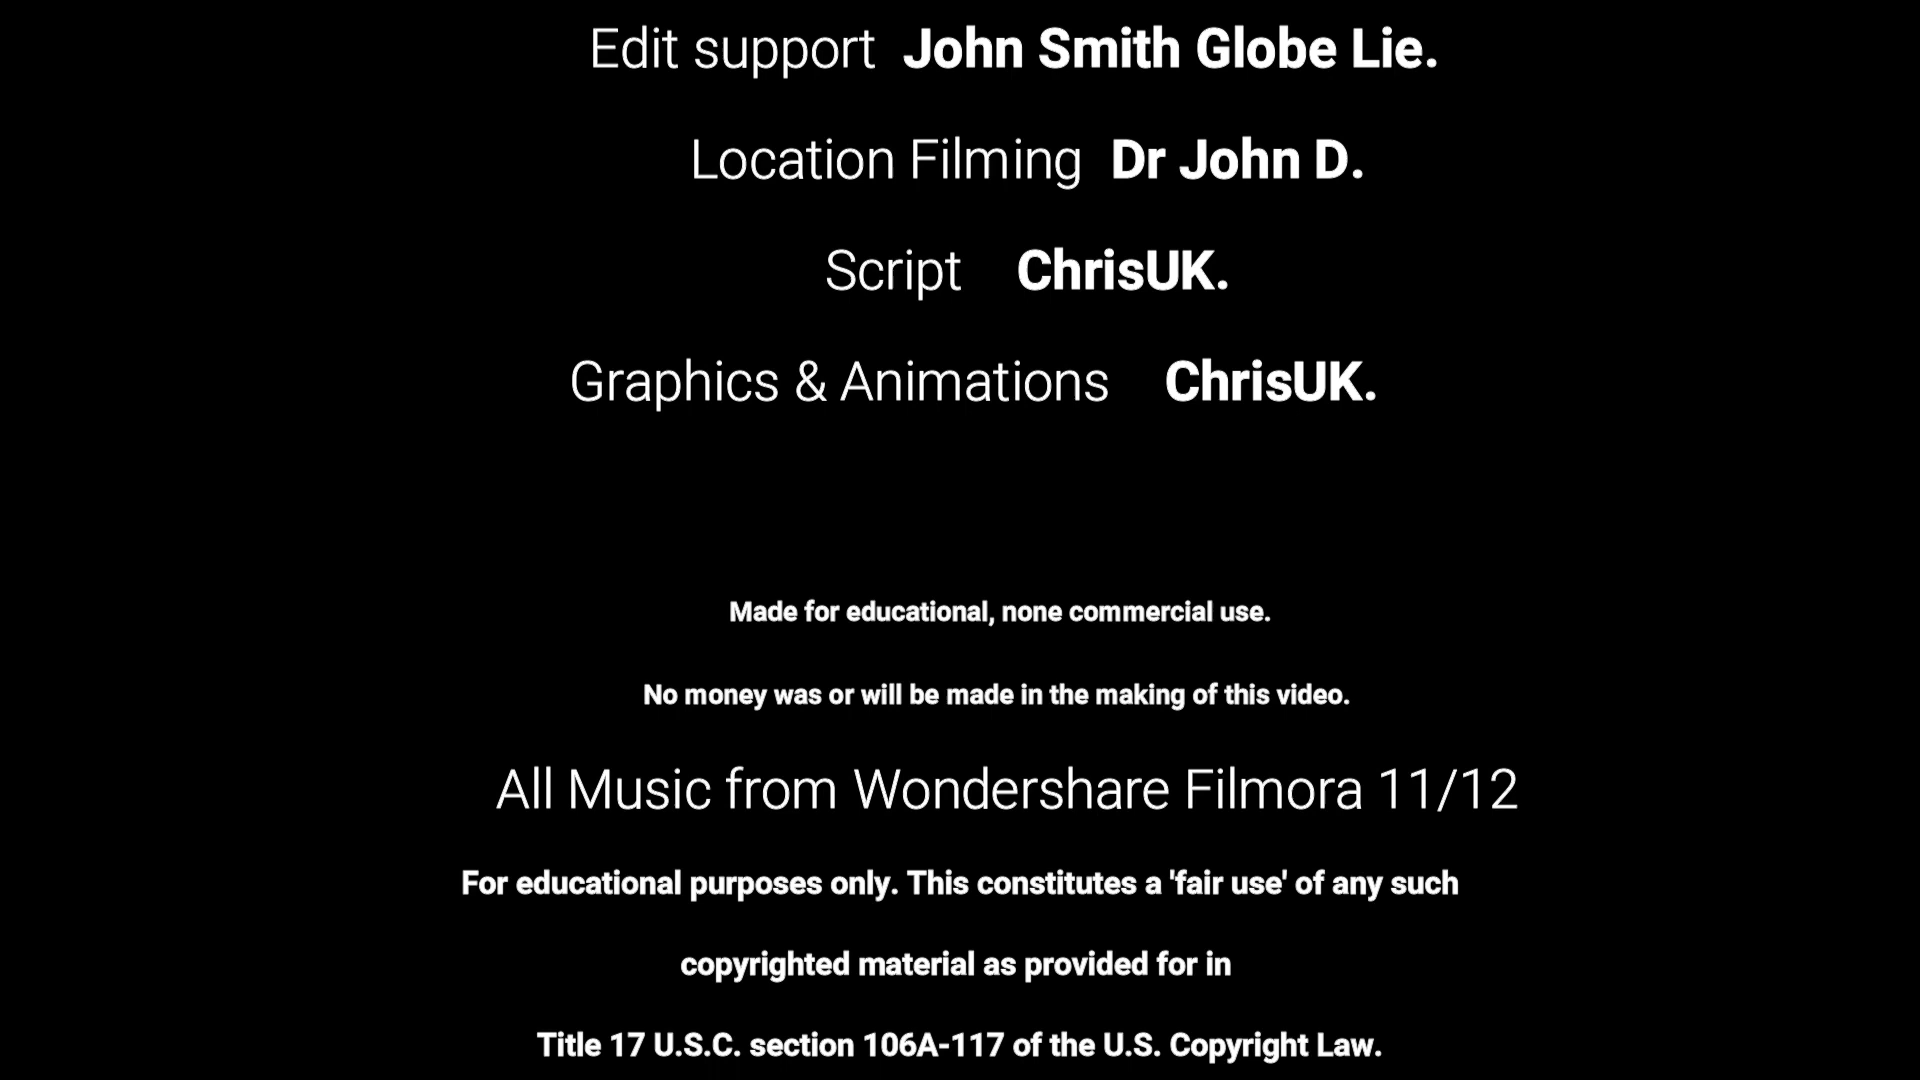 Edit support John Smith Globe Lie.
Location Filming Dr John D.
Script ChrisUK.
Graphics & Animations ChrisUK.
Made for educational, none commercial use.
No money was or will be made in the making of this video.
All Music from Wondershare Filmora 11/12
For educational purposes only. This constitutes a 'fair use' of any such
copyrighted material as provided for in
Title 17 U.S.C. section 106A-117 of the U.S. Copyright Law.